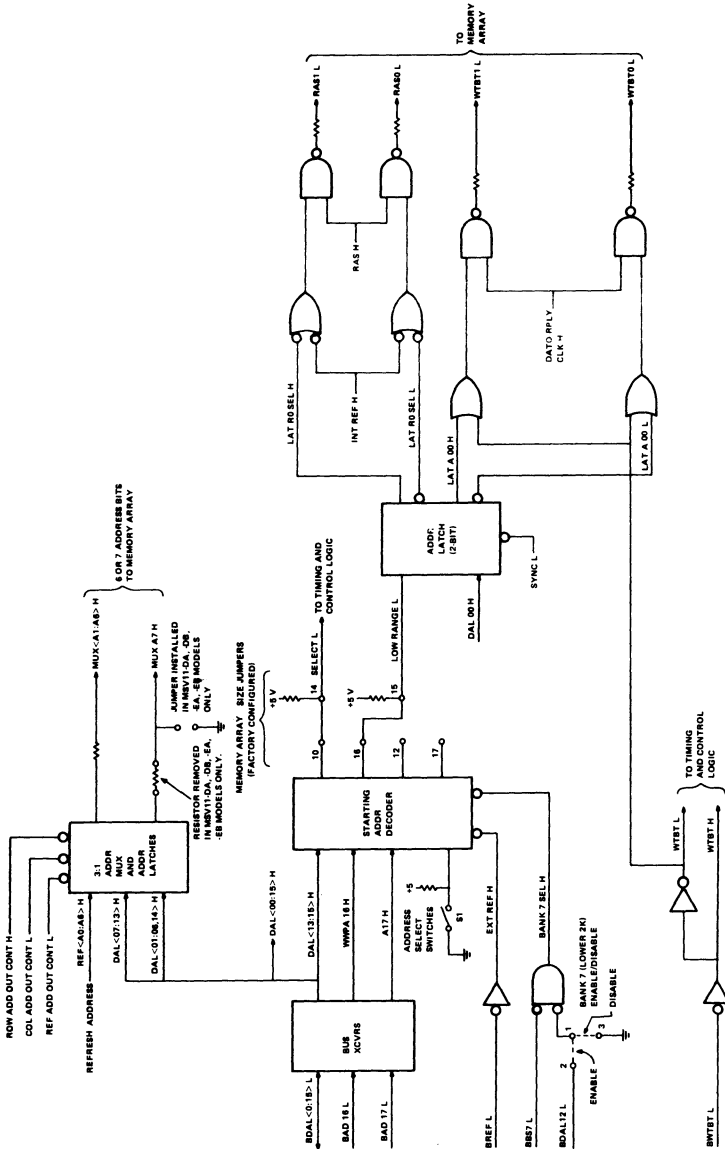 ROW ADD OUT CONT H
COL ADD OUT CONT L
REF ADD OUT CONT L
REFRESH ADDRESS
REF<A0:A6> H
DAL<07:13> H
DAL<01:06,14> H
3:1
ADDR
MUX
AND
ADDR
LATCHES
MUX<A1:A6> H
MUX A7 H
6 OR 7 ADDRESS BITS
TO MEMORY ARRAY
RESISTOR REMOVED
IN MSV11-DA, -DB, -EA,
-EB MODELS ONLY.
JUMPER INSTALLED
IN MSV11-DA, -DB,
-EA, -EB MODELS
ONLY
DAL<00:15> H
BDAL<0:15> L
BAD 16 L
BAD 17 L
BUS
XCVRS
DAL<13:15> H
WWPA 16 H
A17 H
STARTING
ADDR
DECODER
MEMORY ARRAY SIZE JUMPERS
(FACTORY CONFIGURED)
+5 V
10
14
SELECT L
TO TIMING AND
CONTROL LOGIC
+5 V
16
15
LOW RANGE L
12
17
ADDRESS
SELECT
SWITCHES
+5
S1
BREF L
EXT REF H
BBS7 L
BANK 7 SEL H
BDAL12 L
2
1
3
BANK 7 (LOWER 2K)
ENABLE/DISABLE
DISABLE
ENABLE
BWTBT L
WTBT L
WTBT H
TO TIMING AND CONTROL
LOGIC
DAL 00 H
ADDR.
LATCH
(2-BIT)
SYNC L
LAT R0 SEL H
INT REF H
LAT R0 SEL L
LAT A 00 H
LAT A 00 L
RAS H
DATO RPLY
CLK H
RAS1 L
RAS0 L
WTBT1 L
WTBT0 L
TO
MEMORY
ARRAY